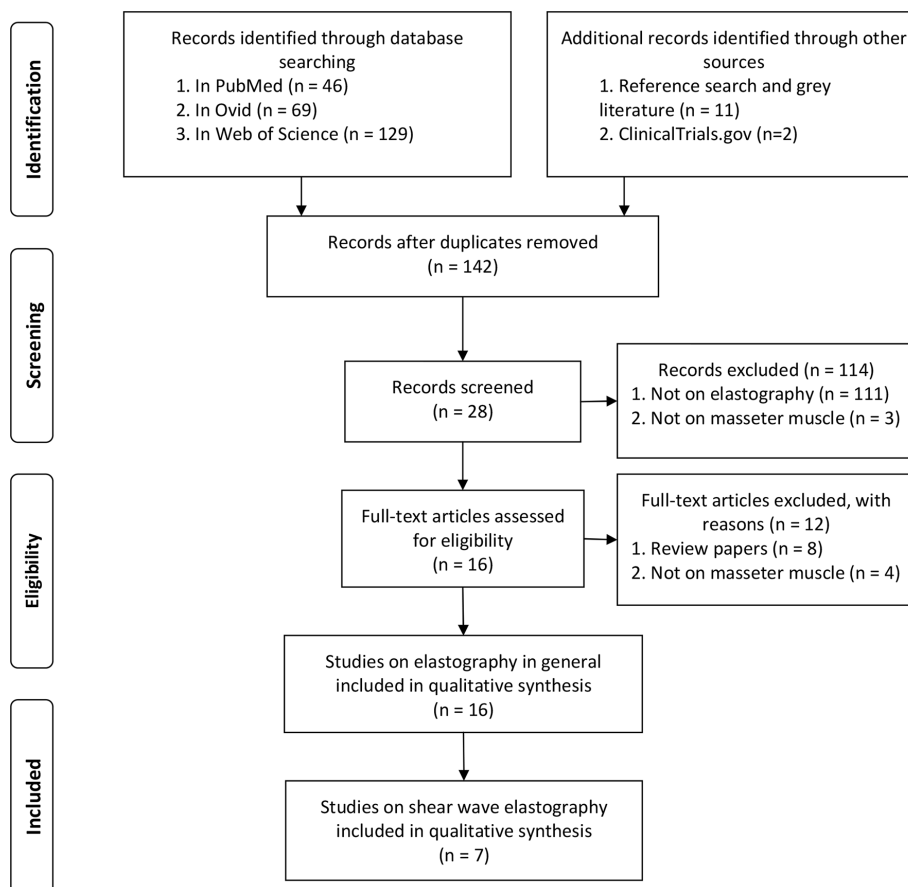 Identification
Records identified through database
searching
1. In PubMed (n = 46)
2. In Ovid (n = 69)
3. In Web of Science (n = 129)
Additional records identified through other
sources
1. Reference search and grey
literature (n = 11)
2. ClinicalTrials.gov (n=2)
Records after duplicates removed
(n = 142)
Screening
Records screened
(n = 28)
Records excluded (n = 114)
1. Not on elastography (n = 111)
2. Not on masseter muscle (n = 3)
Eligibility
Full-text articles assessed
for eligibility
(n = 16)
Full-text articles excluded, with
reasons (n = 12)
1. Review papers (n = 8)
2. Not on masseter muscle (n = 4)
Studies on elastography in general
included in qualitative synthesis
(n = 16)
Included
Studies on shear wave elastography
included in qualitative synthesis
(n = 7)